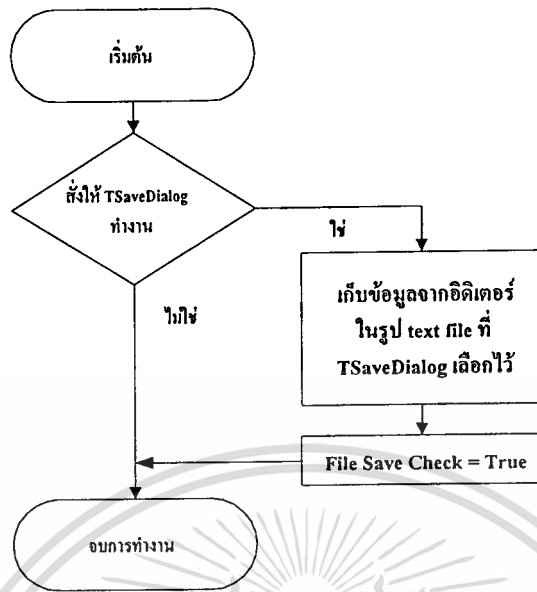 เริ่มต้น
สั่งให้ TSaveDialog
ทำงาน
ใช่
ไม่ใช่
เก็บข้อมูลจากอิดิเตอร์
ในรูป text file ที่
TSaveDialog เลือกไว้
File Save Check = True
จบการทำงาน